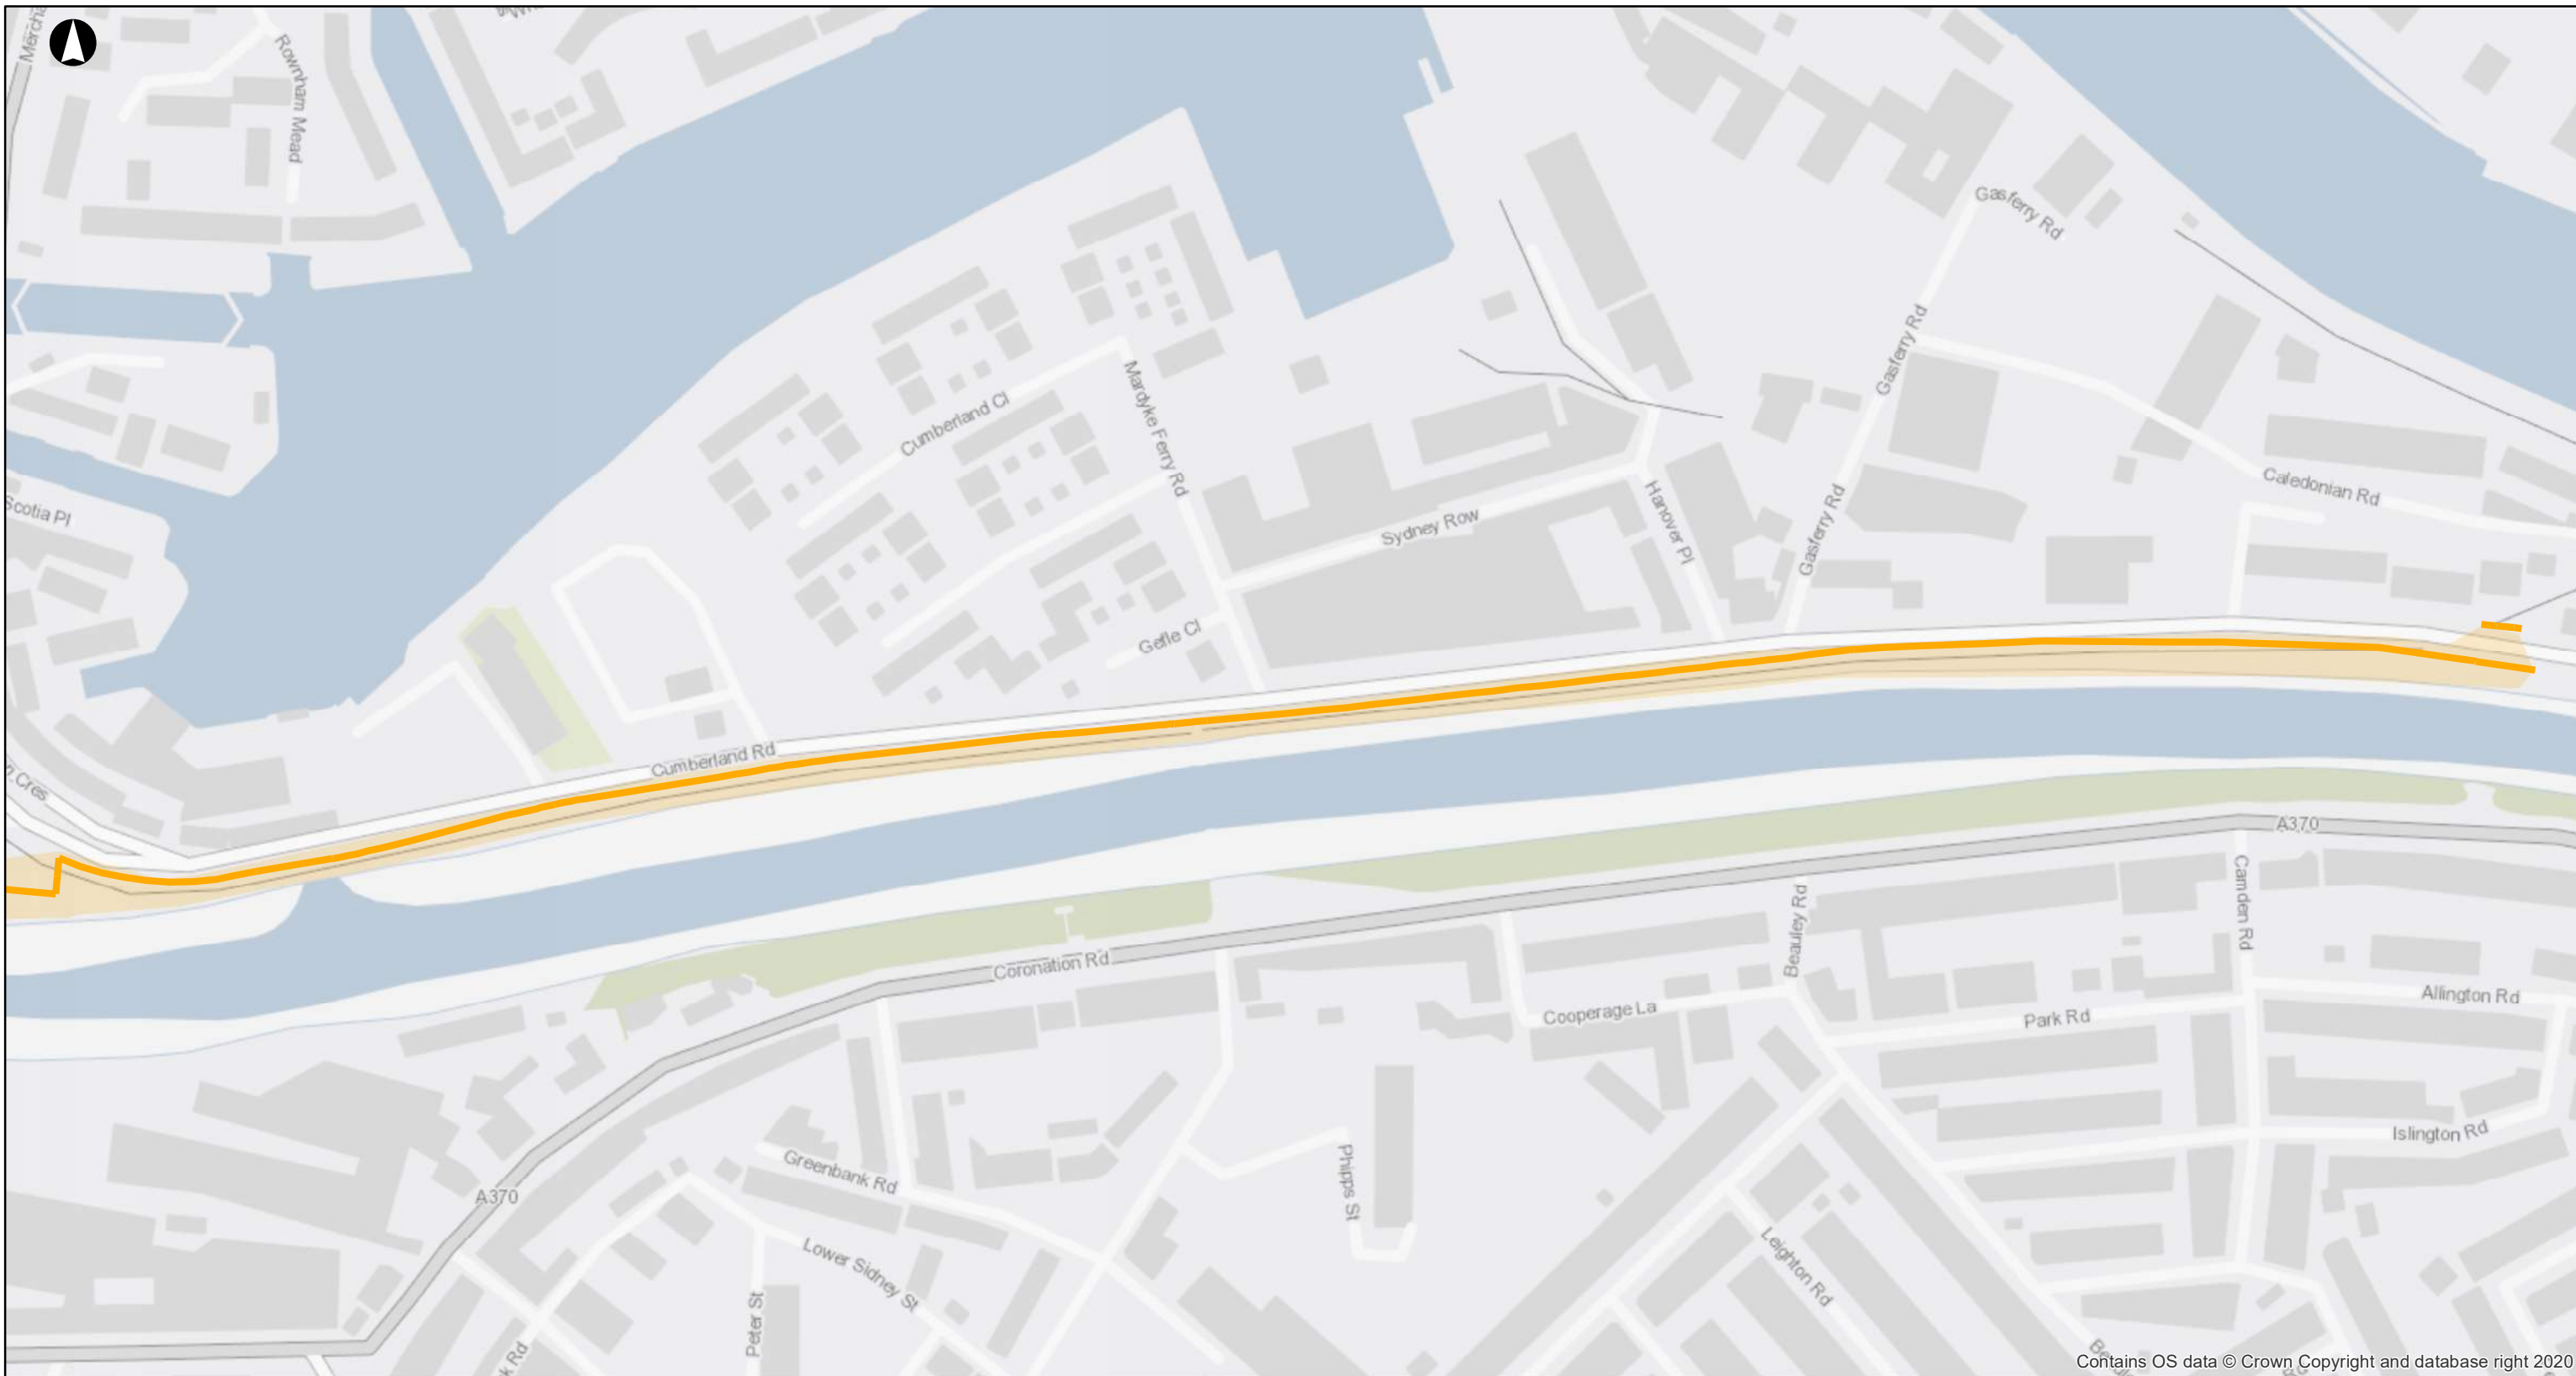 Rownham Mead
Gasferry Rd
Gasferry Rd
Mardyke Ferry Rd
Cumberland Cl
Caledonian Rd
Scotia Pl
Sydney Row
Hanover Pl
Gasferry Rd
Gefle Cl
Cumberland Rd
Cres
A370
Camden Rd
Beauley Rd
Coronation Rd
Allington Rd
Cooperage La
Park Rd
Islington Rd
Phipps St
Greenbank Rd
A370
Lower Sidney St
Leighton Rd
Peter St
Rd
Contains OS data © Crown Copyright and database right 2020